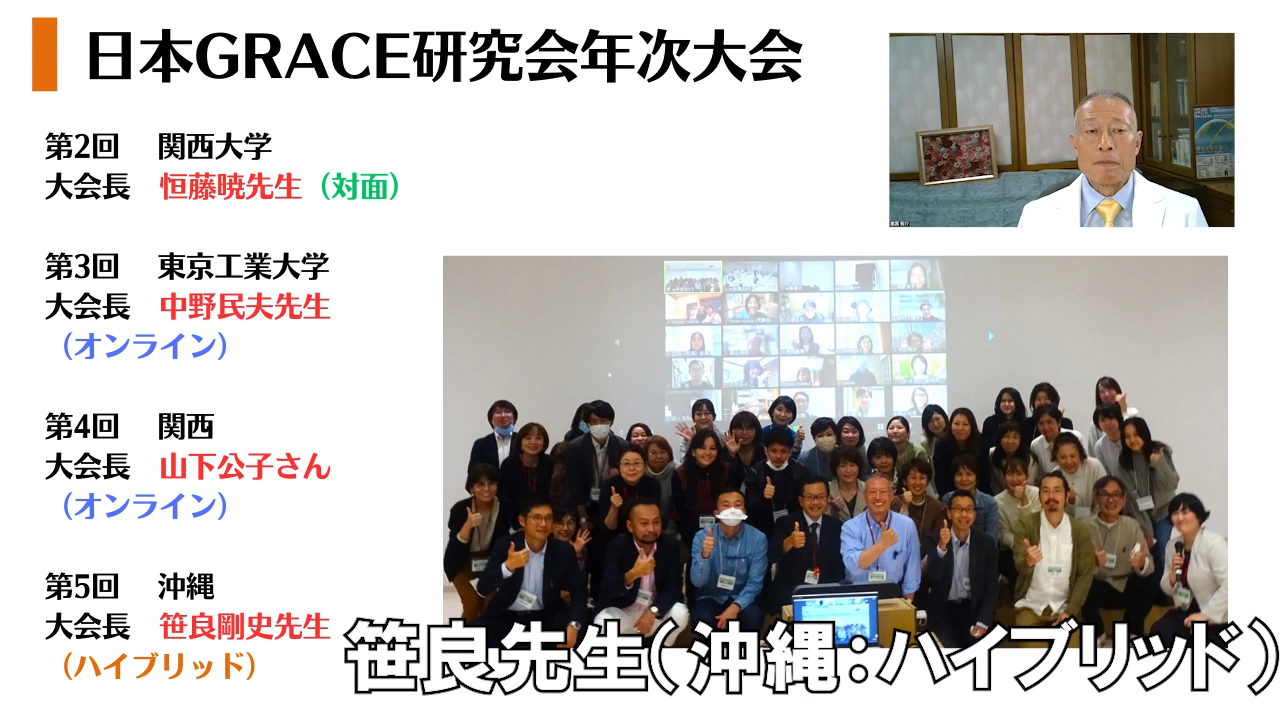 日本GRACE研究会年次大会
第2回 関西大学
大会長 恒藤暁先生（対面）
第3回 東京工業大学
大会長 中野民夫先生
（オンライン）
第4回 関西
大会長 山下公子さん
（オンライン）
第5回 沖縄
大会長 笹良剛史先生
（ハイブリッド）
笹良先生（沖縄：ハイブリッド）